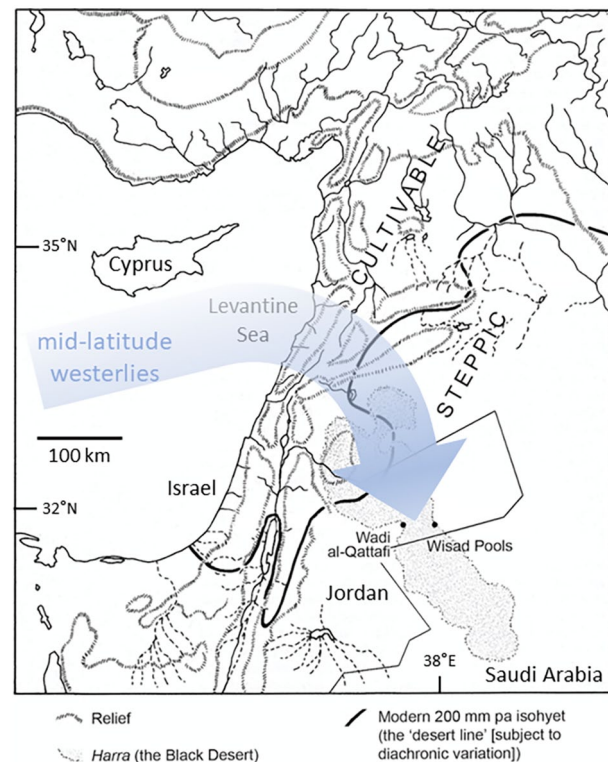 CULTIVABLE
35°N
Cyprus
Levantine
Sea
mid-latitude
westerlies
STEPPIC
100 km
Israel
32°N
Wadi
al-Qattafi
Wisad Pools
Jordan
38°E
Saudi Arabia
Relief
Harra (the Black Desert)
Modern 200 mm pa isohyet
(the ‘desert line’ [subject to
diachronic variation])